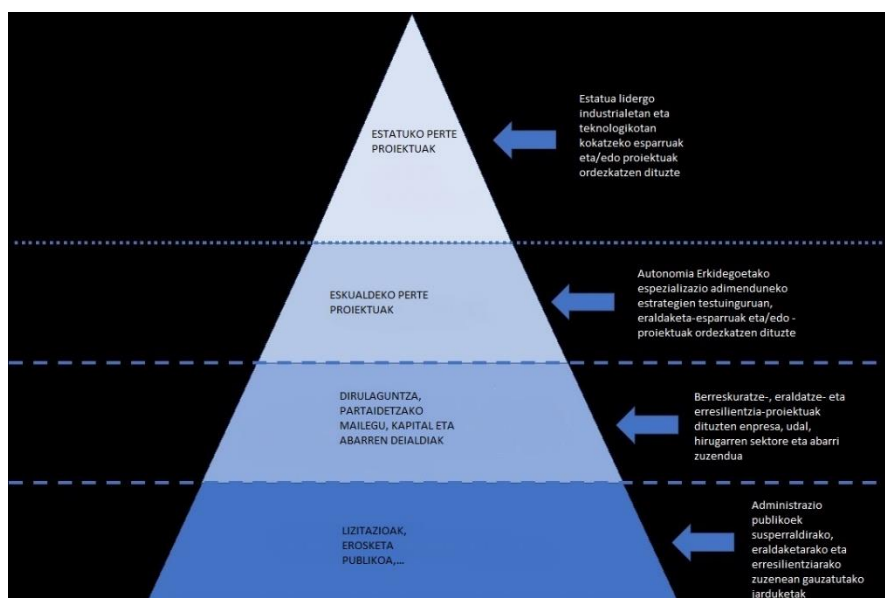 ESTATUKO PERTE
PROIEKTUAK
Estatua lidergo
industrialetan eta
teknologikotan
kokatzeko esparruak
eta/edo proiektuak
ordezkatzen dituzte
ESKUALDEKO PERTE
PROIEKTUAK
Autonomia Erkidegoetako
espezializazio adimenduneko
estrategien testuinguruan,
eraldaketa-esparruak eta/edo -
proiektuak ordezkatzen dituzte
DIRULAGUNTZA,
PARTAIDETZAKO
MAILEGU, KAPITAL ETA
ABARREN DEIALDIAK
Berreskuratze-, eraldatze- eta
erresilientzia-proiektuak
dituzten enpresa, udal,
hirugarren sektore eta abarri
zuzendua
LIZITAZIOAK,
EROSKETA
PUBLIKOA,...
Administrazio
publikoek
susperraldirako,
eraldaketarako eta
erresilientziarako
zuzenean gauzatutako
jarduketak